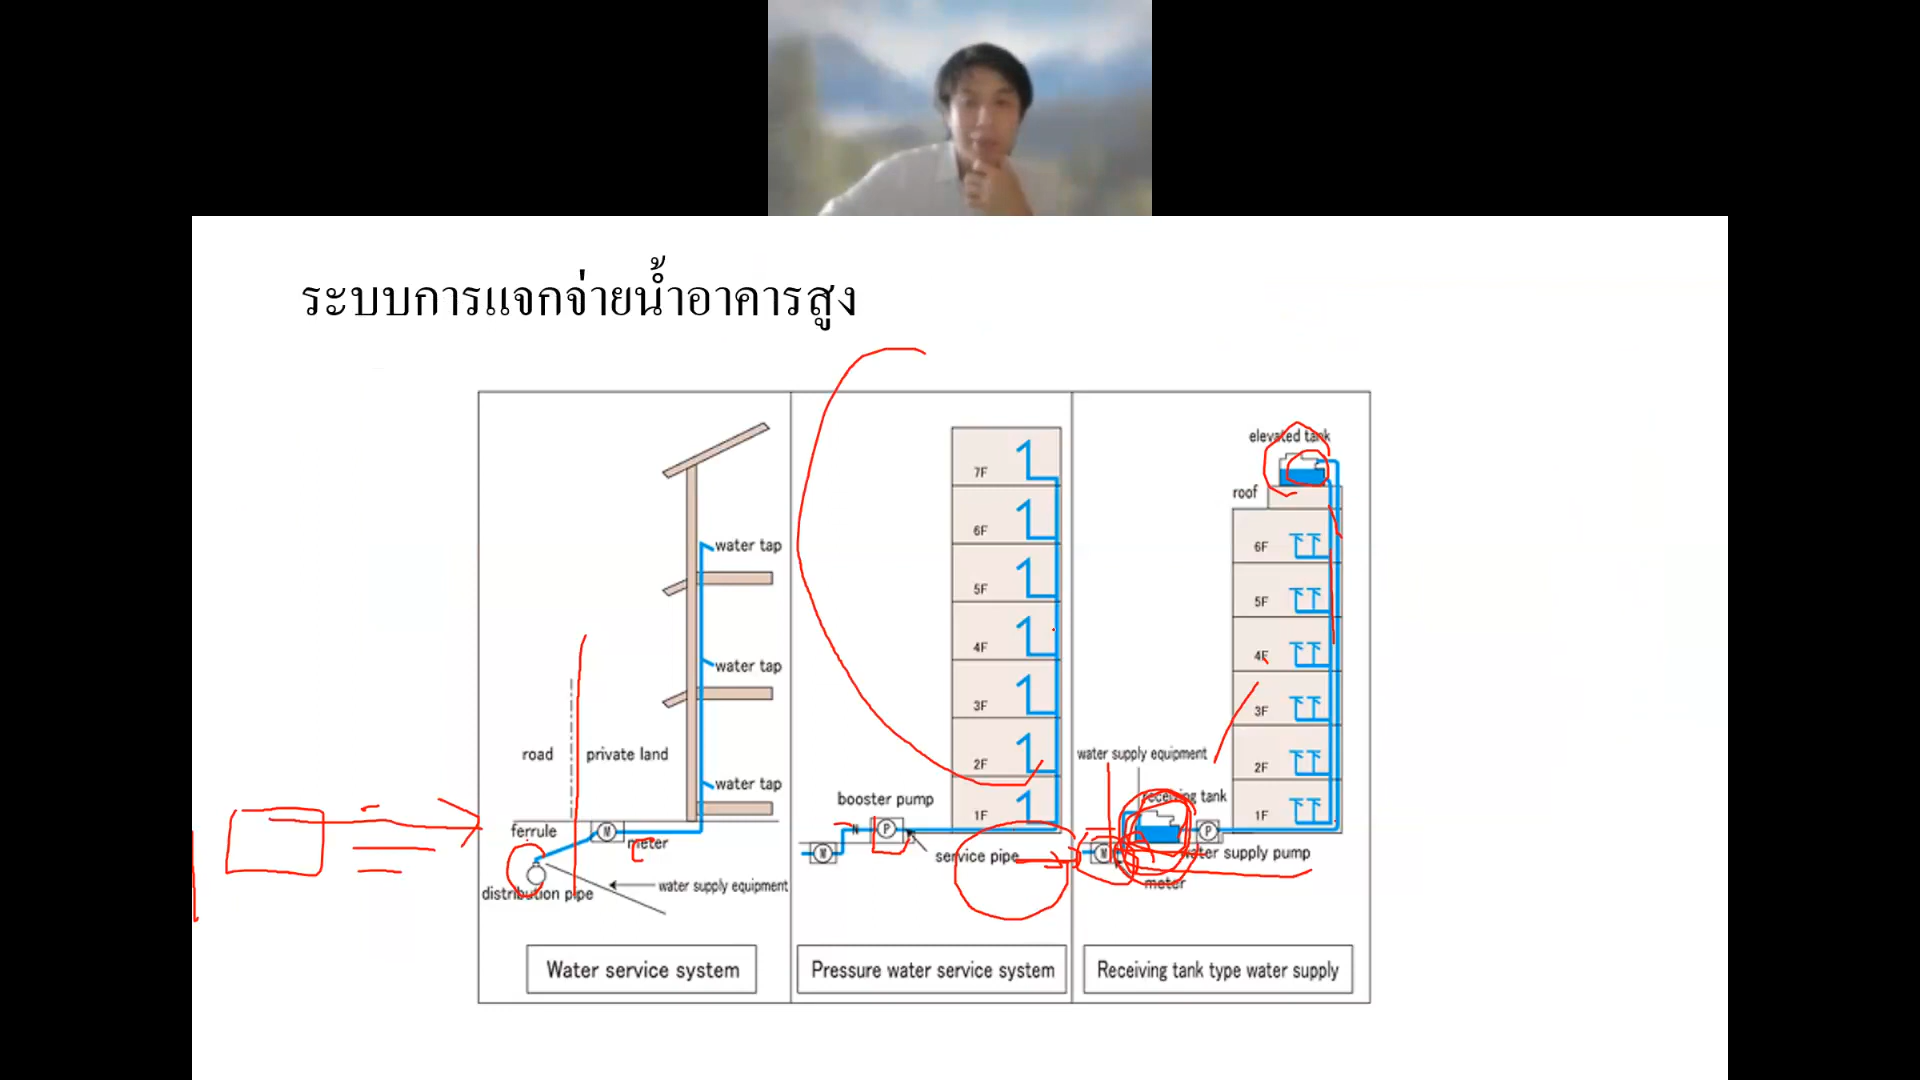 ระบบการแจกจ่ายน้ำอาคารสูง
water tap
water tap
road
private land
water tap
ferrule
M
meter
distribution pipe
water supply equipment
Water service system
7F
6F
5F
4F
3F
2F
1F
booster pump
M
P
service pipe
Pressure water service system
elevated tank
roof
6F
5F
4F
3F
2F
1F
water supply equipment
receiving tank
M
P
water supply pump
meter
Receiving tank type water supply